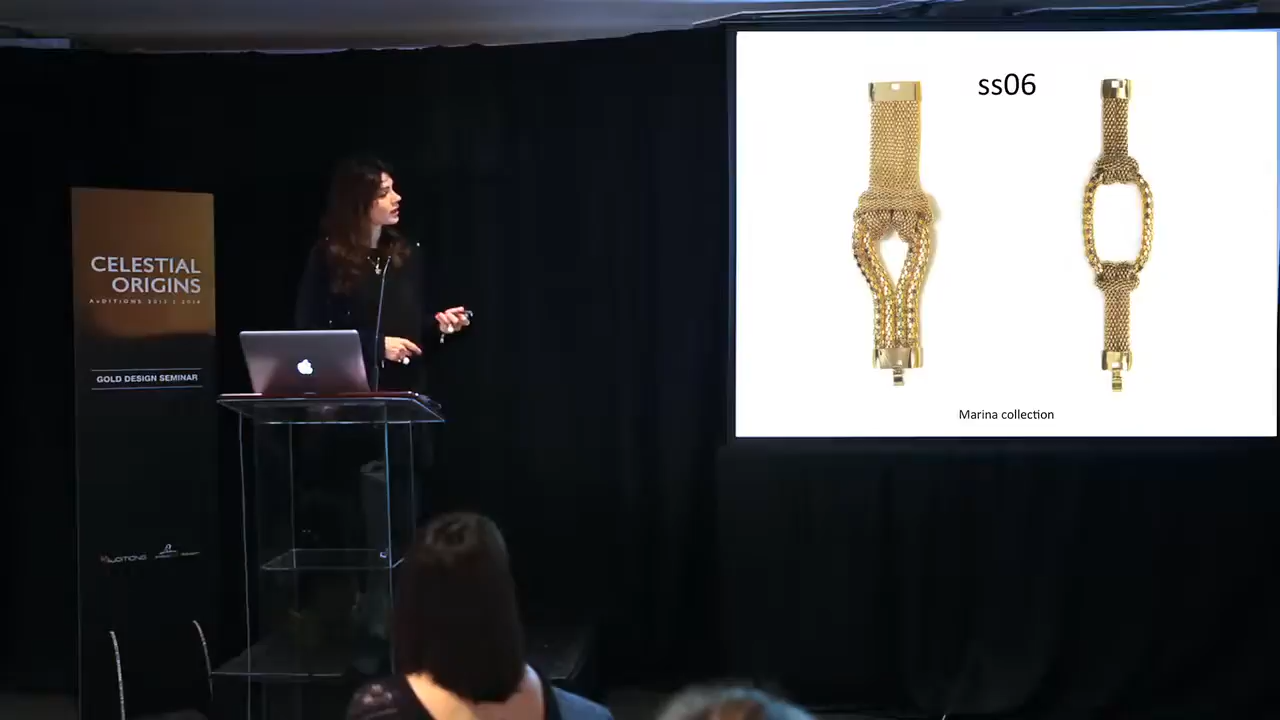 CELESTIAL
ORIGINS
GOLD DESIGN SEMINAR
ss06
Marina collection